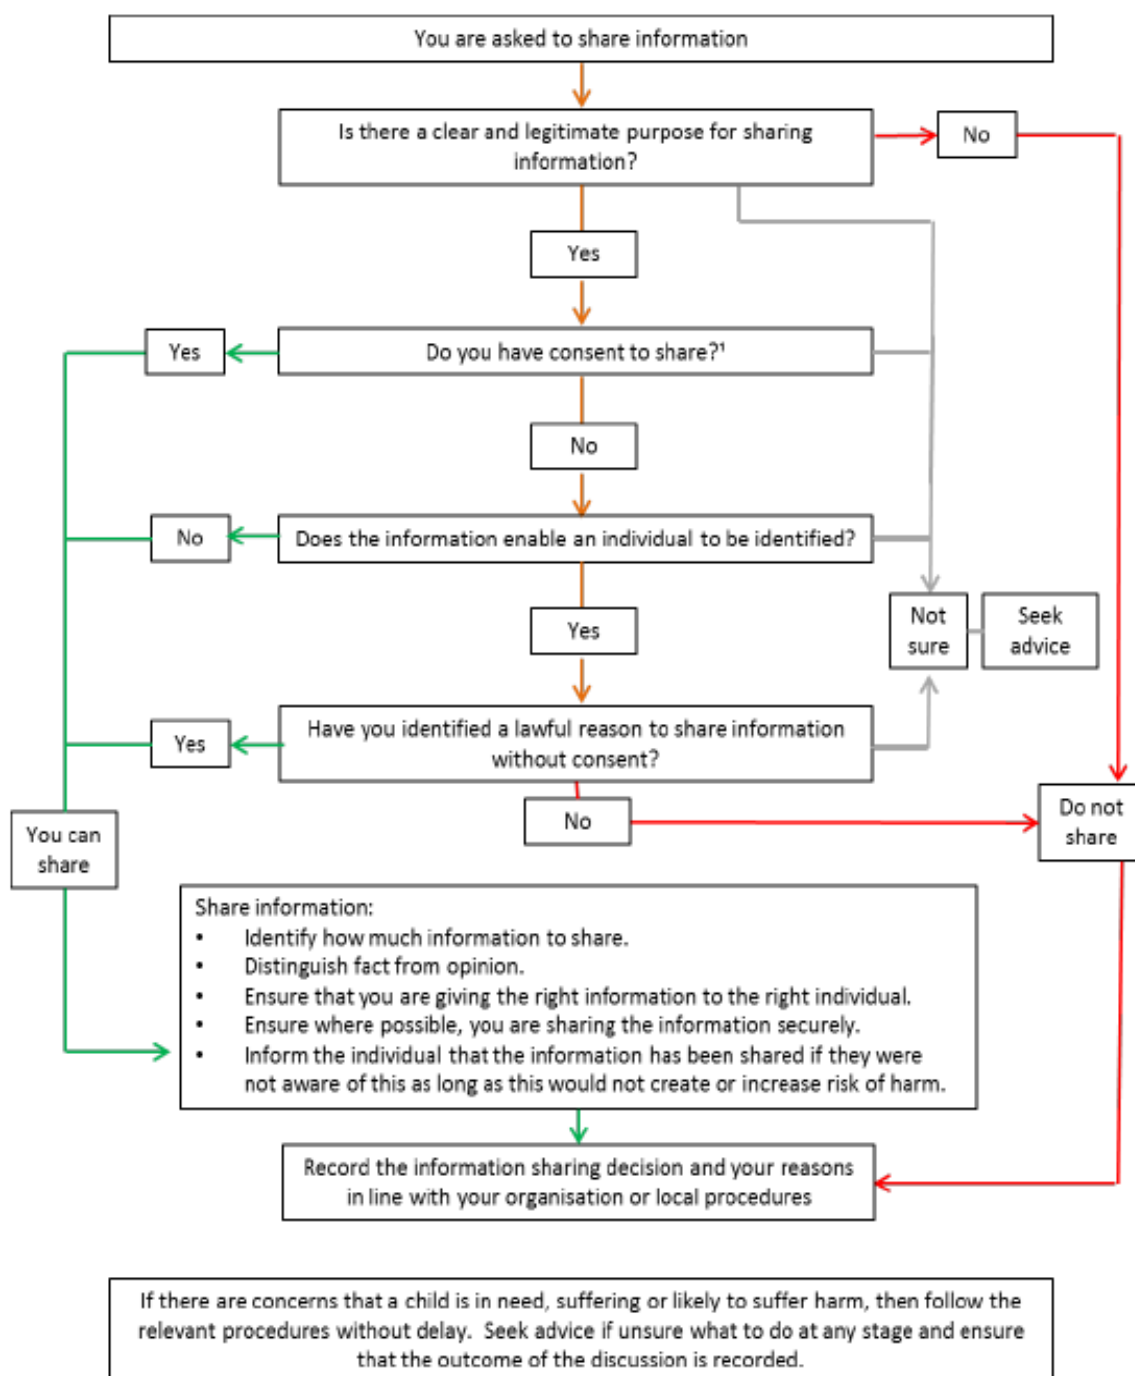 You are asked to share information
Is there a clear and legitimate purpose for sharing
information?
No
Yes
Yes
Do you have consent to share?¹
No
No
Does the information enable an individual to be identified?
Yes
Not
sure
Seek
advice
Yes
Have you identified a lawful reason to share information
without consent?
No
You can
share
Do not
share
Share information:
• Identify how much information to share.
• Distinguish fact from opinion.
• Ensure that you are giving the right information to the right individual.
• Ensure where possible, you are sharing the information securely.
• Inform the individual that the information has been shared if they were
not aware of this as long as this would not create or increase risk of harm.
Record the information sharing decision and your reasons
in line with your organisation or local procedures
If there are concerns that a child is in need, suffering or likely to suffer harm, then follow the
relevant procedures without delay. Seek advice if unsure what to do at any stage and ensure
that the outcome of the discussion is recorded.